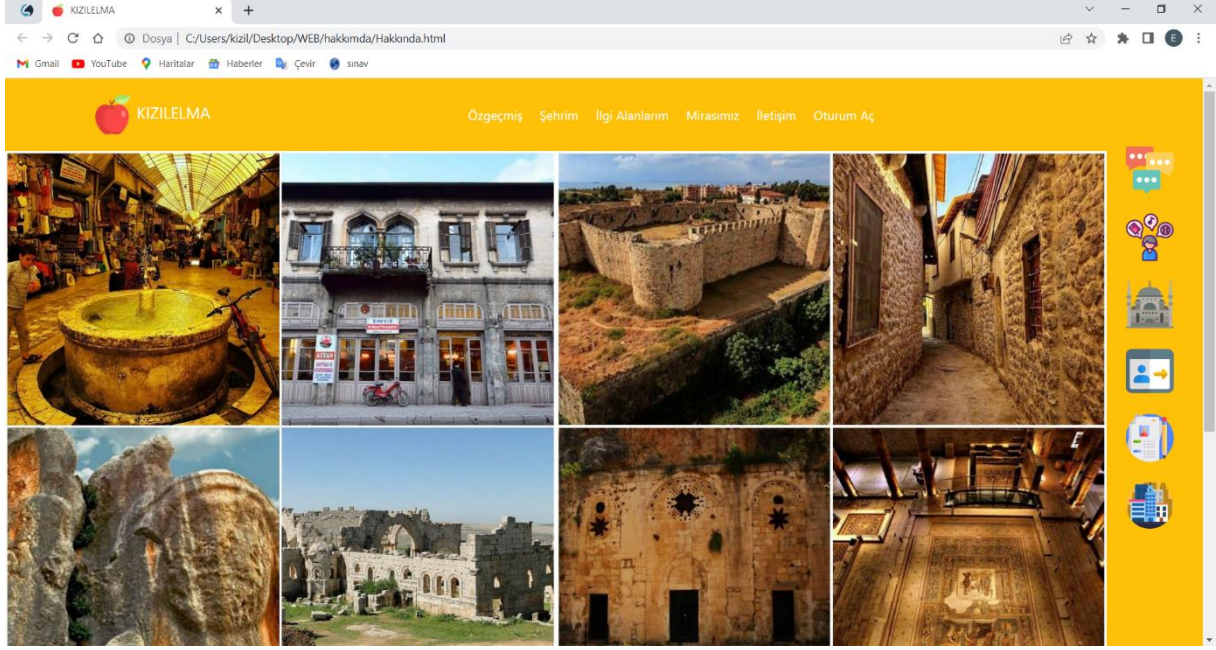 KIZILELMA
Dosya | C:/Users/kizil/Desktop/WEB/hakkımda/Hakkında.html
E
Gmail YouTube Haritalar Haberler Çevir sınav
KIZILELMA
Özgeçmiş Şehrim İlgi Alanlarım Mirasımız İletişim Oturum Aç
AFFAN